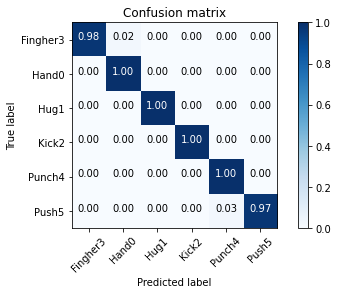 Confusion matrix
True label
Fingher3 0.98 0.02 0.00 0.00 0.00 0.00
Hand0 0.00 1.00 0.00 0.00 0.00 0.00
Hug1 0.00 0.00 1.00 0.00 0.00 0.00
Kick2 0.00 0.00 0.00 1.00 0.00 0.00
Punch4 0.00 0.00 0.00 0.00 1.00 0.00
Push5 0.00 0.00 0.00 0.00 0.03 0.97
Fingher3 Hand0 Hug1 Kick2 Punch4 Push5
Predicted label
1.0
0.8
0.6
0.4
0.2
0.0